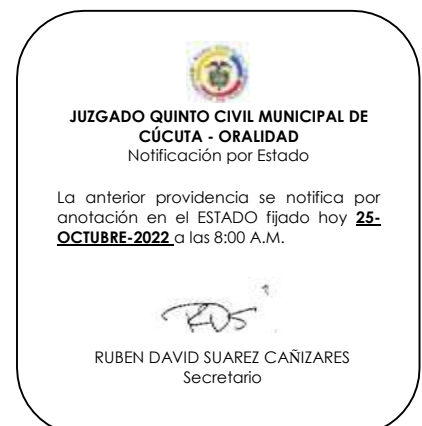 JUZGADO QUINTO CIVIL MUNICIPAL DE
CÚCUTA - ORALIDAD
Notificación por Estado
La anterior providencia se notifica por
anotación en el ESTADO fijado hoy 25-
OCTUBRE-2022 a las 8:00 A.M.
RUBEN DAVID SUAREZ CAÑIZARES
Secretario